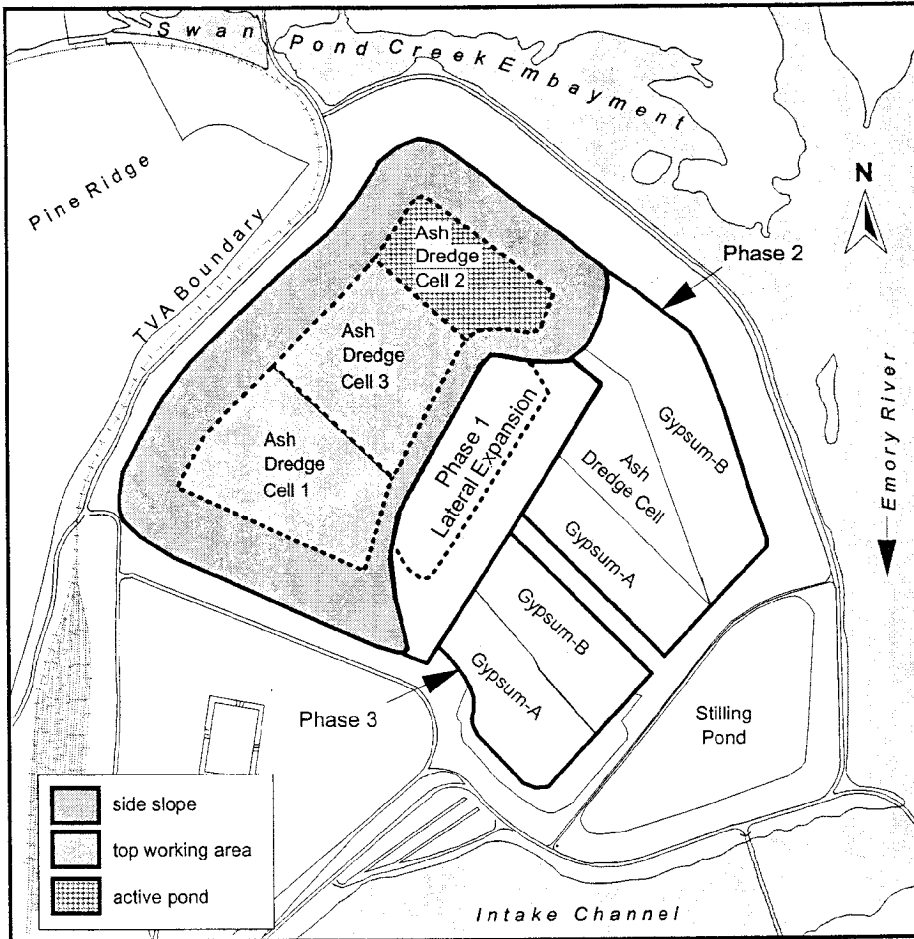 Swan Pond Creek Embayment
Pine Ridge
TVA Boundary
N
Ash
Dredge
Cell 2
Phase 2
Ash
Dredge
Cell 3
Ash
Dredge
Cell 1
Phase 1
Lateral Expansion
Gypsum-B
Ash
Dredge Cell
Gypsum-A
Emory River
Gypsum-B
Gypsum-A
Phase 3
Stilling
Pond
side slope
top working area
active pond
Intake Channel